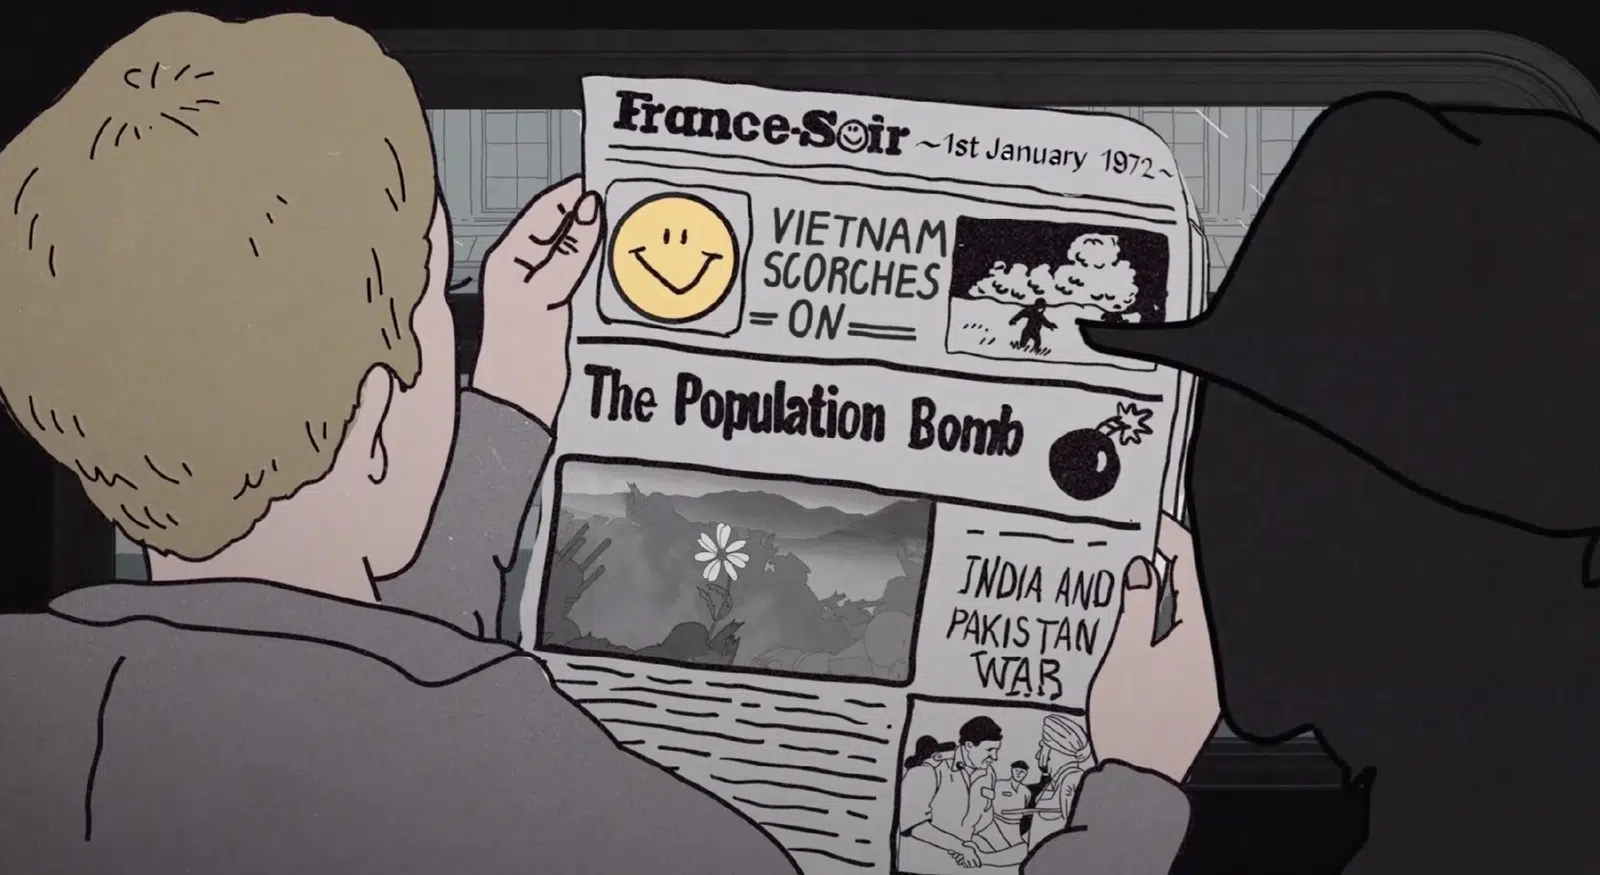 France-Soir ~1st January 1972~
VIETNAM
SCORCHES
=ON=
The Population Bomb
INDIA AND
PAKISTAN
WAR